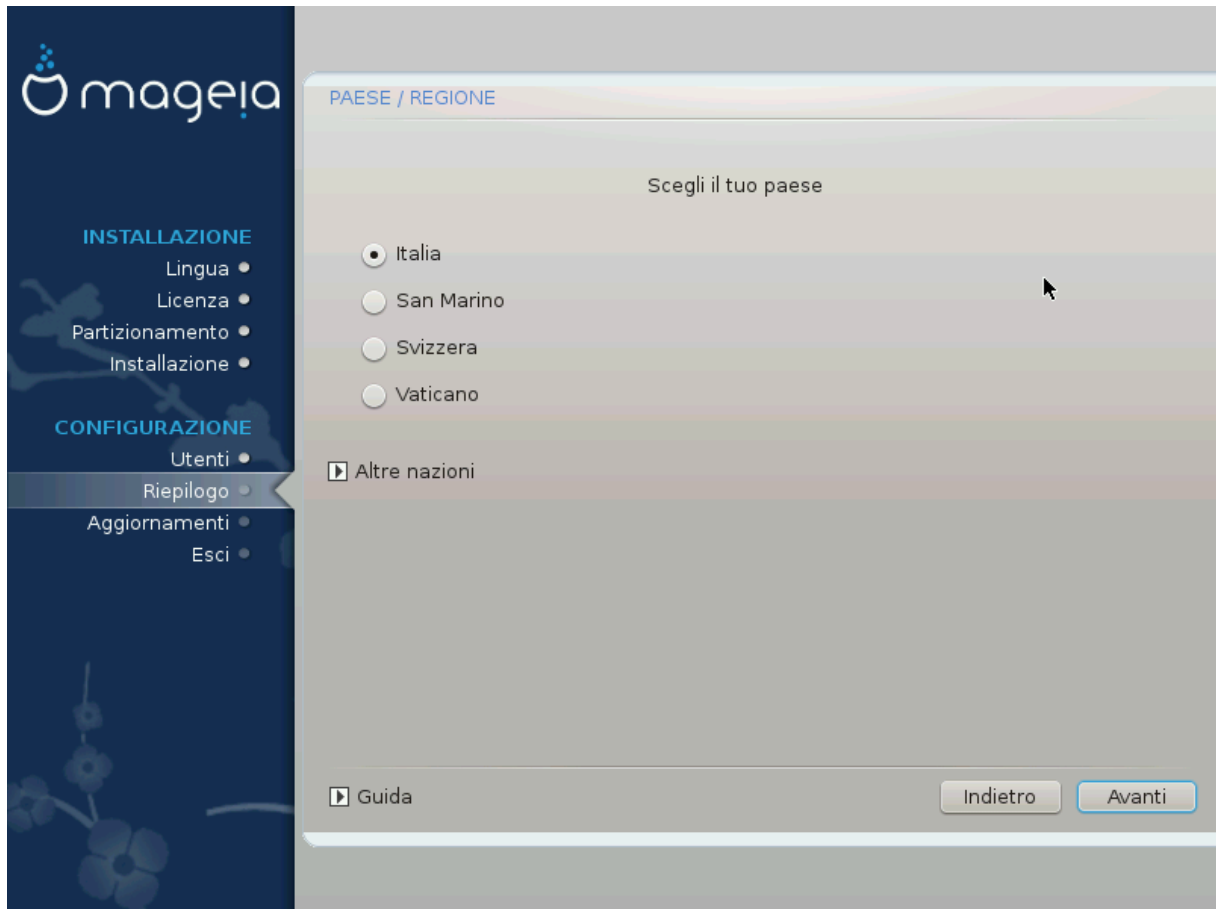 mageia
INSTALLAZIONE
Lingua
Licenza
Partizionamento
Installazione
CONFIGURAZIONE
Utenti
Riepilogo
Aggiornamenti
Esci
PAESE / REGIONE
Scegli il tuo paese
Italia
San Marino
Svizzera
Vaticano
Altre nazioni
Guida
Indietro
Avanti